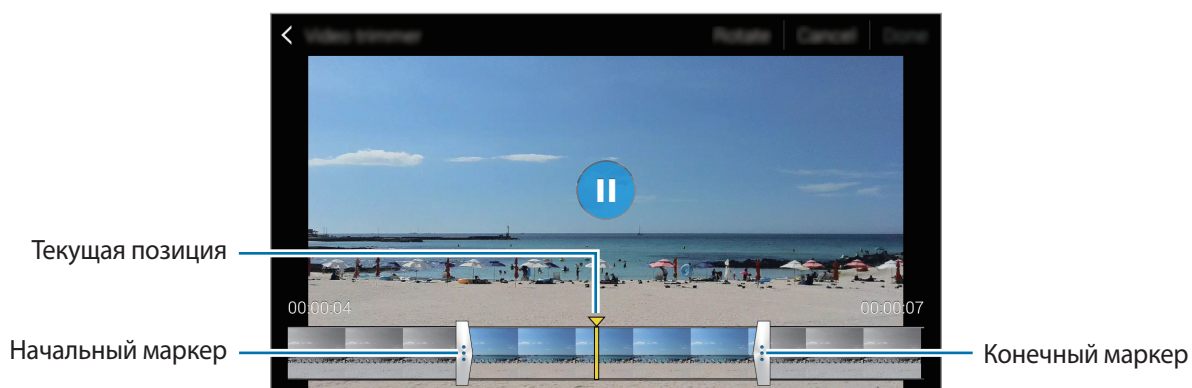 Video trimmer
Rotate
Cancel
Done
Текущая позиция
00:00:04
00:00:07
Начальный маркер
Конечный маркер